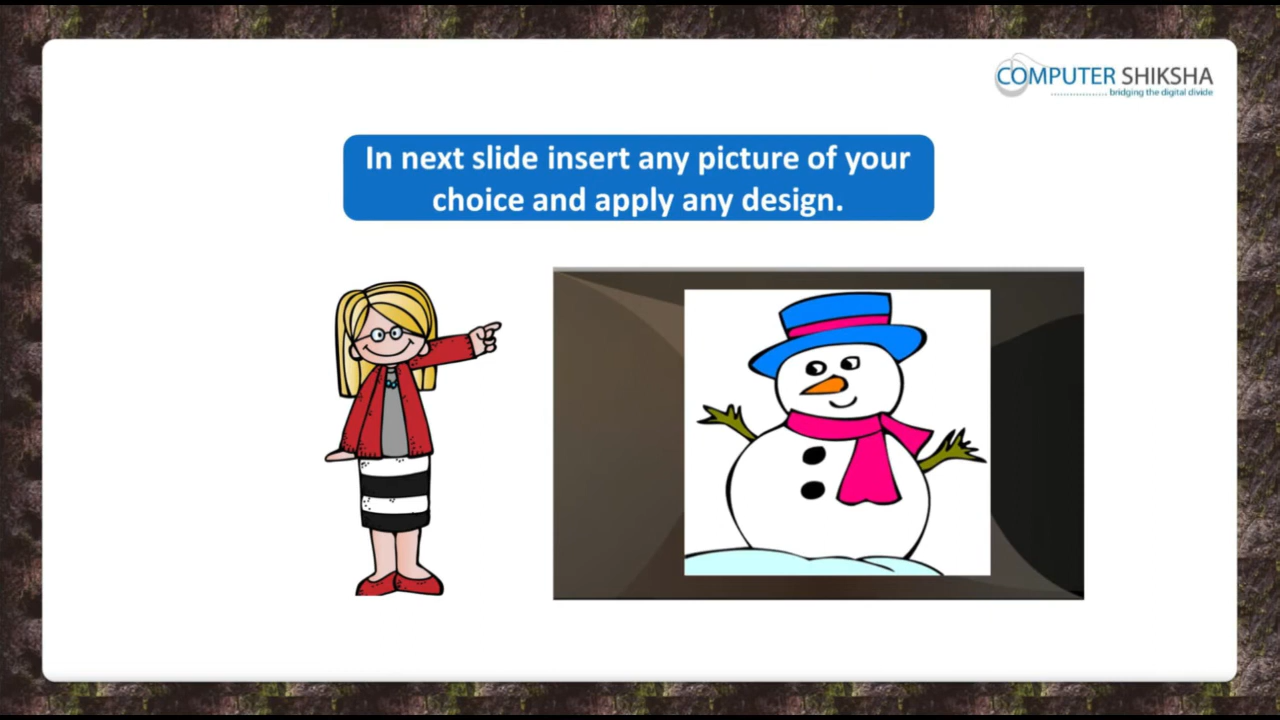 COMPUTER SHIKSHA
bridging the digital divide
In next slide insert any picture of your
choice and apply any design.